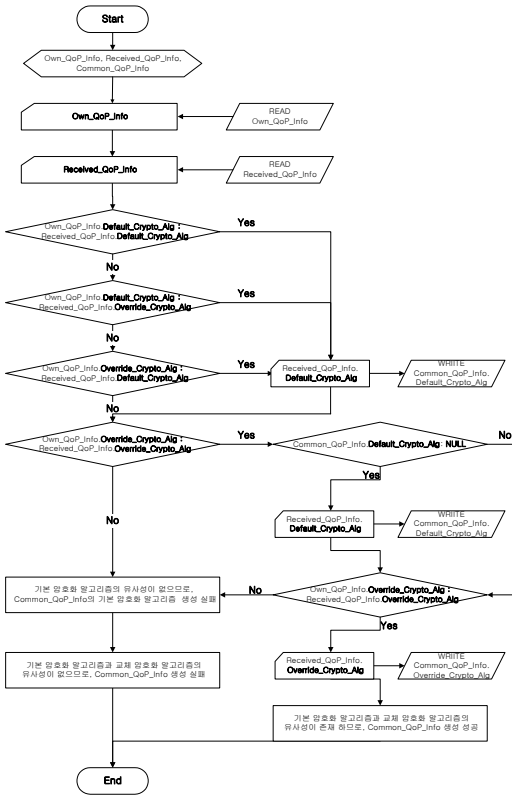 Start
Own_QoP_Info, Received_QoP_Info,
Common_QoP_Info
Own_QoP_Info
READ
Own_QoP_Info
Received_QoP_Info
READ
Received_QoP_Info
Own_QoP_Info.Default_Crypto_Alg :
Received_QoP_Info.Default_Crypto_Alg
Yes
No
Own_QoP_Info.Default_Crypto_Alg :
Received_QoP_Info.Override_Crypto_Alg
Yes
No
Own_QoP_Info.Override_Crypto_Alg :
Received_QoP_Info.Default_Crypto_Alg
Yes
Received_QoP_Info.
Default_Crypto_Alg
WRIITE
Common_QoP_Info.
Default_Crypto_Alg
No
Own_QoP_Info.Override_Crypto_Alg :
Received_QoP_Info.Override_Crypto_Alg
Yes
Common_QoP_Info.Default_Crypto_Alg: NULL
No
Yes
No
Received_QoP_Info.
Default_Crypto_Alg
WRIITE
Common_QoP_Info.
Default_Crypto_Alg
기본 암호화 알고리즘의 유사성이 없으므로,
Common_QoP_Info의 기본 암호화 알고리즘 생성 실패
No
Own_QoP_Info.Override_Crypto_Alg :
Received_QoP_Info.Override_Crypto_Alg
Yes
기본 암호화 알고리즘과 교체 암호화 알고리즘의
유사성이 없으므로, Common_QoP_Info 생성 실패
Received_QoP_Info.
Override_Crypto_Alg
WRIITE
Common_QoP_Info.
Override_Crypto_Alg
기본 암호화 알고리즘과 교체 암호화 알고리즘의
유사성이 존재 하므로, Common_QoP_Info 생성 성공
End